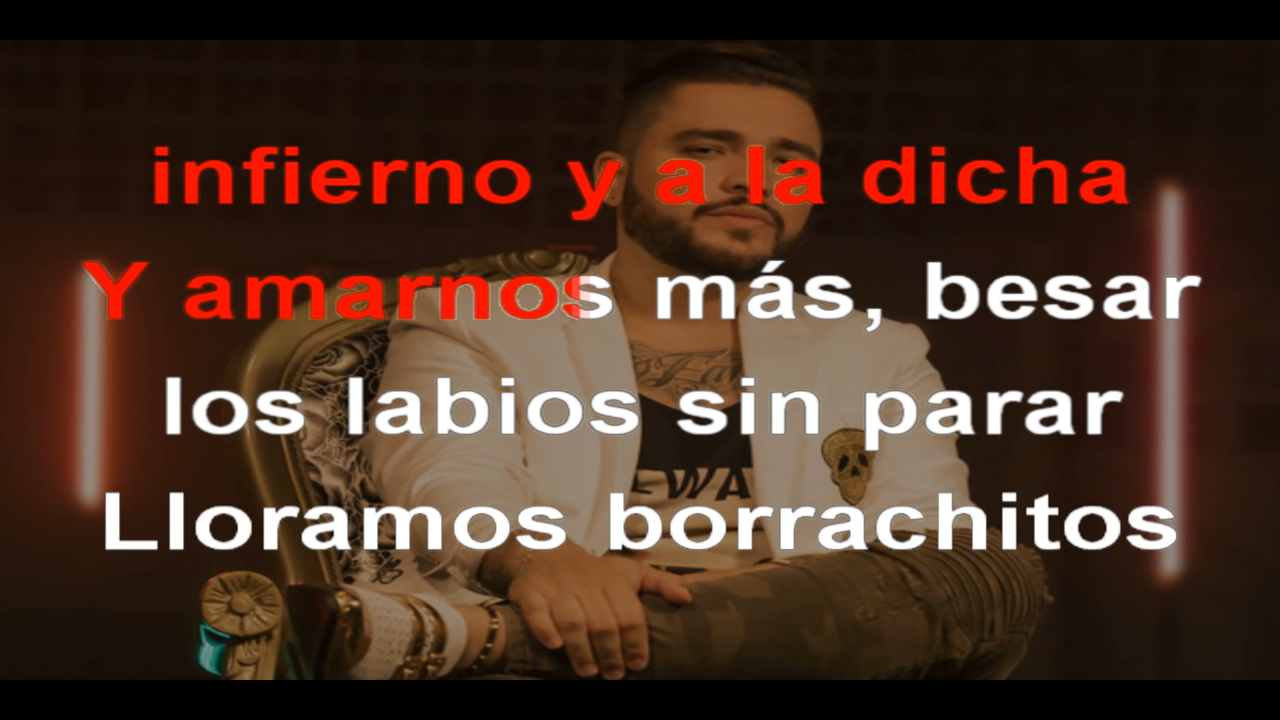 infierno y a la dicha
Y amarnos más, besar
los labios sin parar
Lloramos borrachitos